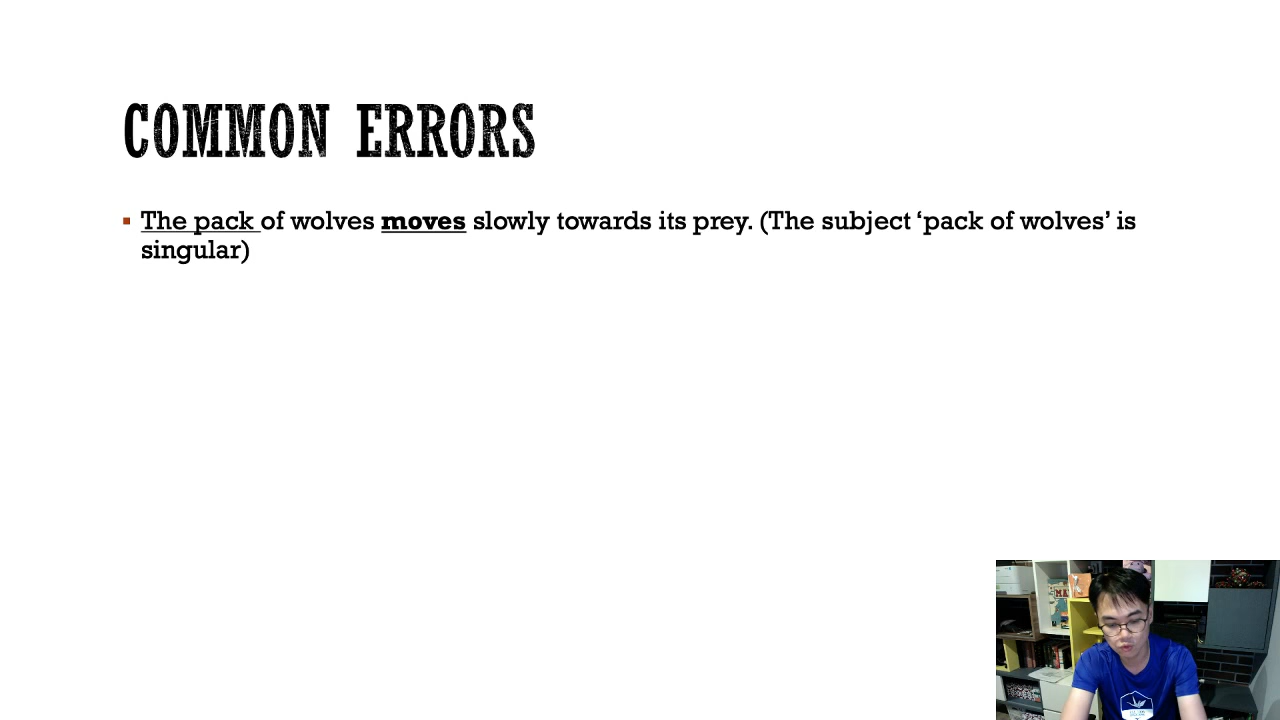 COMMON ERRORS
The pack of wolves moves slowly towards its prey. (The subject ‘pack of wolves’ is
singular)